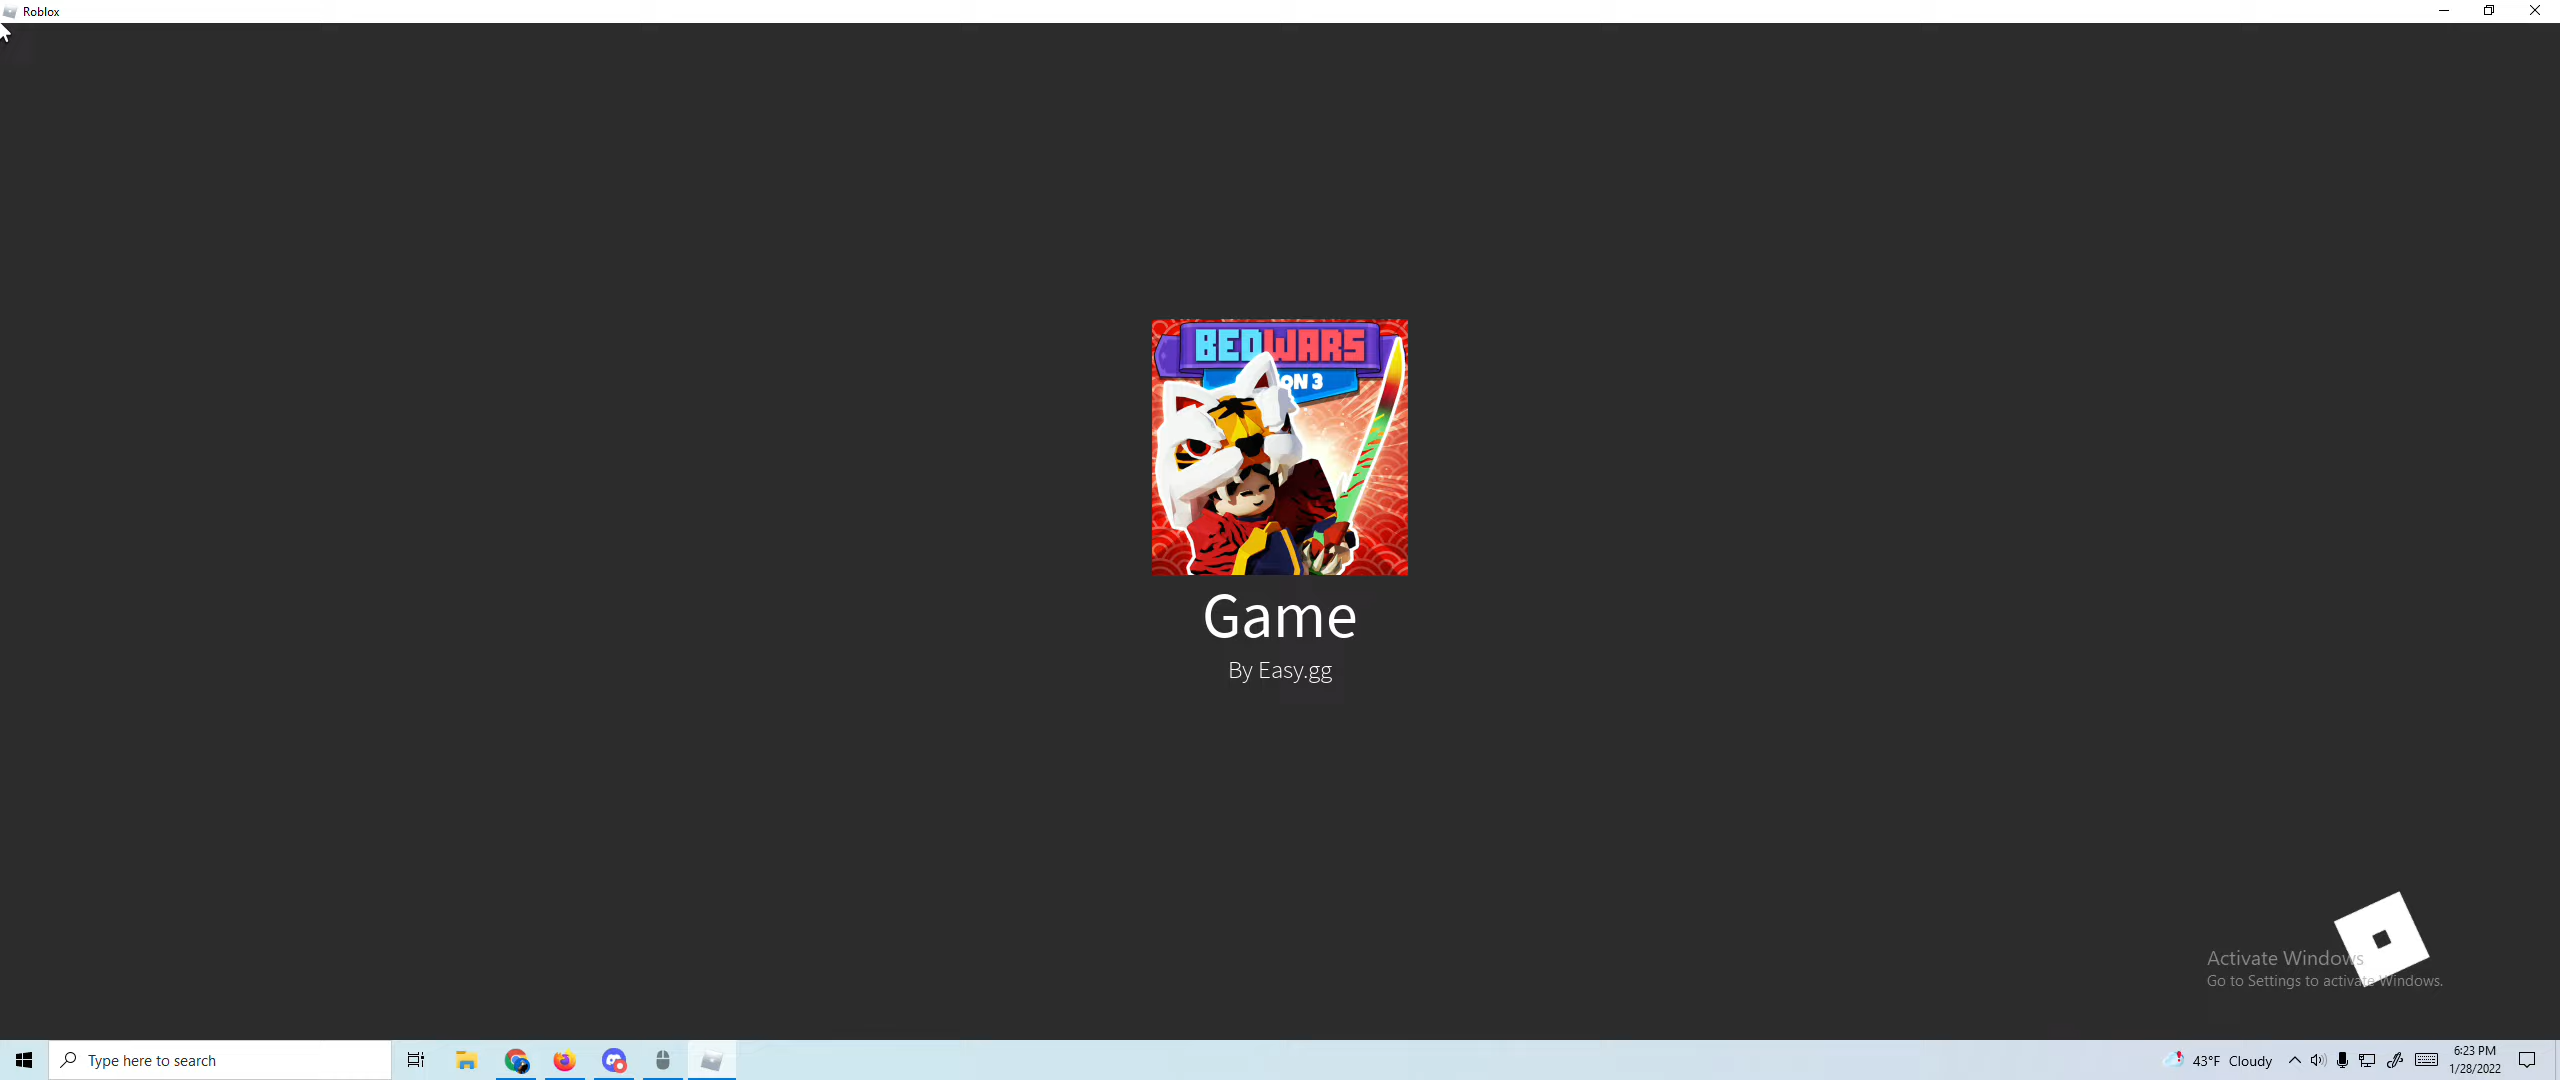 Roblox
BEDWARS
ON 3
Game
By Easy.gg
Activate Windows
Go to Settings to activate Windows.
Type here to search
43°F Cloudy
6:23 PM
1/28/2022